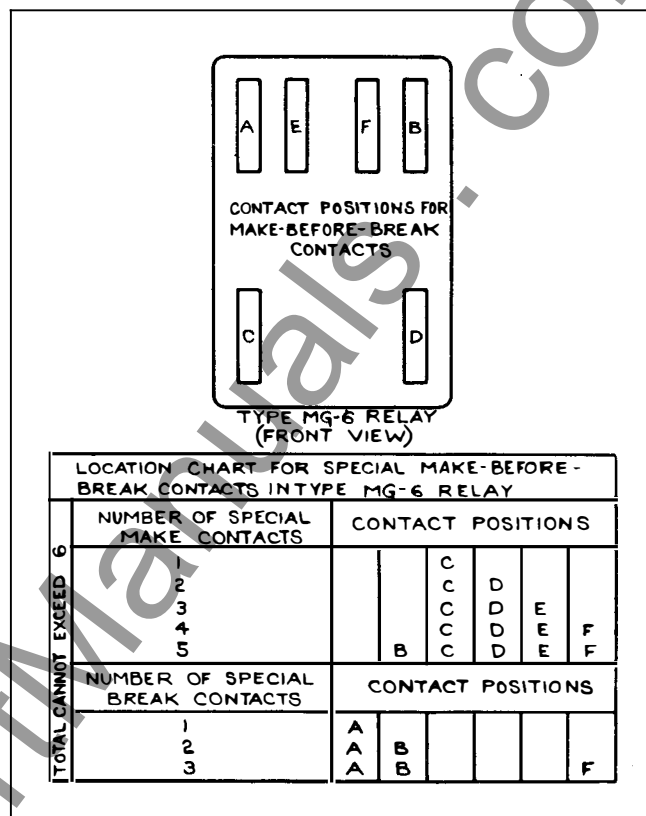 A E F B
CONTACT POSITIONS FOR
MAKE-BEFORE-BREAK
CONTACTS
C D
TYPE MG-6 RELAY
(FRONT VIEW)
LOCATION CHART FOR SPECIAL MAKE-BEFORE-
BREAK CONTACTS IN TYPE MG-6 RELAY
TOTAL CANNOT EXCEED 6
NUMBER OF SPECIAL
MAKE CONTACTS
CONTACT POSITIONS
1 C
2 C D
3 C D E
4 C D E F
5 B C D E F
NUMBER OF SPECIAL
BREAK CONTACTS
CONTACT POSITIONS
1 A
2 A B
3 A B F